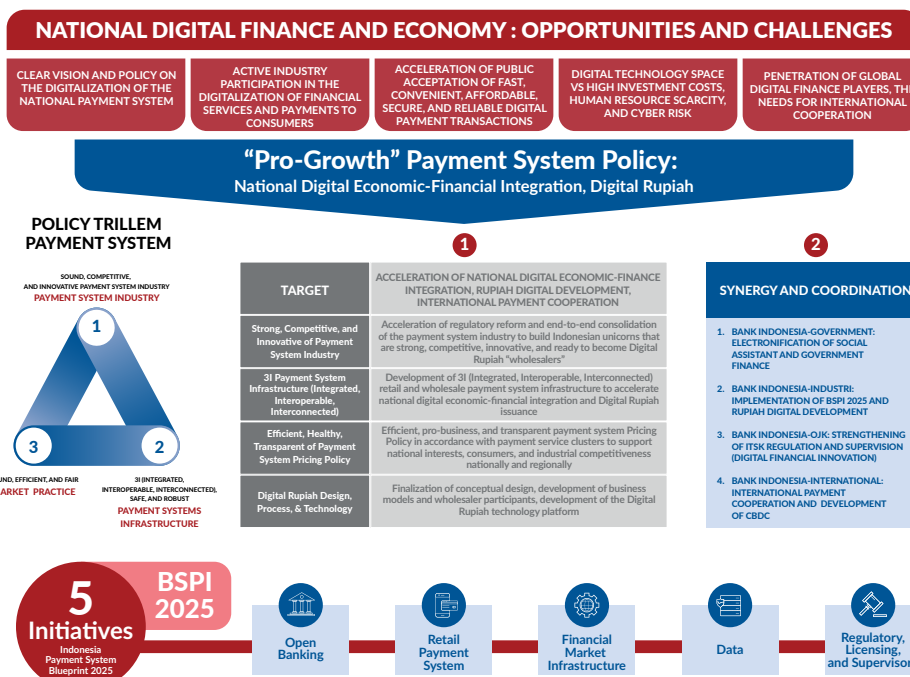 NATIONAL DIGITAL FINANCE AND ECONOMY : OPPORTUNITIES AND CHALLENGES
CLEAR VISION AND POLICY ON
THE DIGITALIZATION OF THE
NATIONAL PAYMENT SYSTEM
ACTIVE INDUSTRY
PARTICIPATION IN THE
DIGITALIZATION OF FINANCIAL
SERVICES AND PAYMENTS TO
CONSUMERS
ACCELERATION OF PUBLIC
ACCEPTATION OF FAST,
CONVENIENT, AFFORDABLE,
SECURE, AND RELIABLE DIGITAL
PAYMENT TRANSACTIONS
DIGITAL TECHNOLOGY SPACE
VS HIGH INVESTMENT COSTS,
HUMAN RESOURCE SCARCITY,
AND CYBER RISK
PENETRATION OF GLOBAL
DIGITAL FINANCE PLAYERS, TH
NEEDS FOR INTERNATIONAL
COOPERATION
“Pro-Growth” Payment System Policy:
National Digital Economic-Financial Integration, Digital Rupiah
POLICY TRILLEM
PAYMENT SYSTEM
SOUND, COMPETITIVE,
AND INNOVATIVE PAYMENT SYSTEM INDUSTRY
PAYMENT SYSTEM INDUSTRY
1
3
2
UND, EFFICIENT, AND FAIR
ARKET PRACTICE
3I (INTEGRATED,
INTEROPERABLE, INTERCONNECTED),
SAFE, AND ROBUST
PAYMENT SYSTEMS
INFRASTRUCTURE
1
TARGET
ACCELERATION OF NATIONAL DIGITAL ECONOMIC-FINANCE
INTEGRATION, RUPIAH DIGITAL DEVELOPMENT,
INTERNATIONAL PAYMENT COOPERATION
Strong, Competitive, and
Innovative of Payment
System Industry
Acceleration of regulatory reform and end-to-end consolidation
of the payment system industry to build Indonesian unicorns that
are strong, competitive, innovative, and ready to become Digital
Rupiah “wholesalers”
3I Payment System
Infrastructure (Integrated,
Interoperable,
Interconnected)
Development of 3I (Integrated, Interoperable, Interconnected)
retail and wholesale payment system infrastructure to accelerate
national digital economic-financial integration and Digital Rupiah
issuance
Efficient, Healthy,
Transparent of Payment
System Pricing Policy
Efficient, pro-business, and transparent payment system Pricing
Policy in accordance with payment service clusters to support
national interests, consumers, and industrial competitiveness
nationally and regionally
Digital Rupiah Design,
Process, & Technology
Finalization of conceptual design, development of business
models and wholesaler participants, development of the Digital
Rupiah technology platform
2
SYNERGY AND COORDINATION
1. BANK INDONESIA-GOVERNMENT:
ELECTRONIFICATION OF SOCIAL
ASSISTANT AND GOVERNMENT
FINANCE
2. BANK INDONESIA-INDUSTRI:
IMPLEMENTATION OF BSPI 2025 AND
RUPIAH DIGITAL DEVELOPMENT
3. BANK INDONESIA-OJK: STRENGTHENING
OF ITSK REGULATION AND SUPERVISION
(DIGITAL FINANCIAL INNOVATION)
4. BANK INDONESIA-INTERNATIONAL:
INTERNATIONAL PAYMENT
COOPERATION AND DEVELOPMENT
OF CBDC
5
Initiatives
Indonesia
Payment System
Blueprint 2025
BSPI
2025
Open
Banking
Retail
Payment
System
Financial
Market
Infrastructure
Data
Regulatory,
Licensing,
and Supervisor